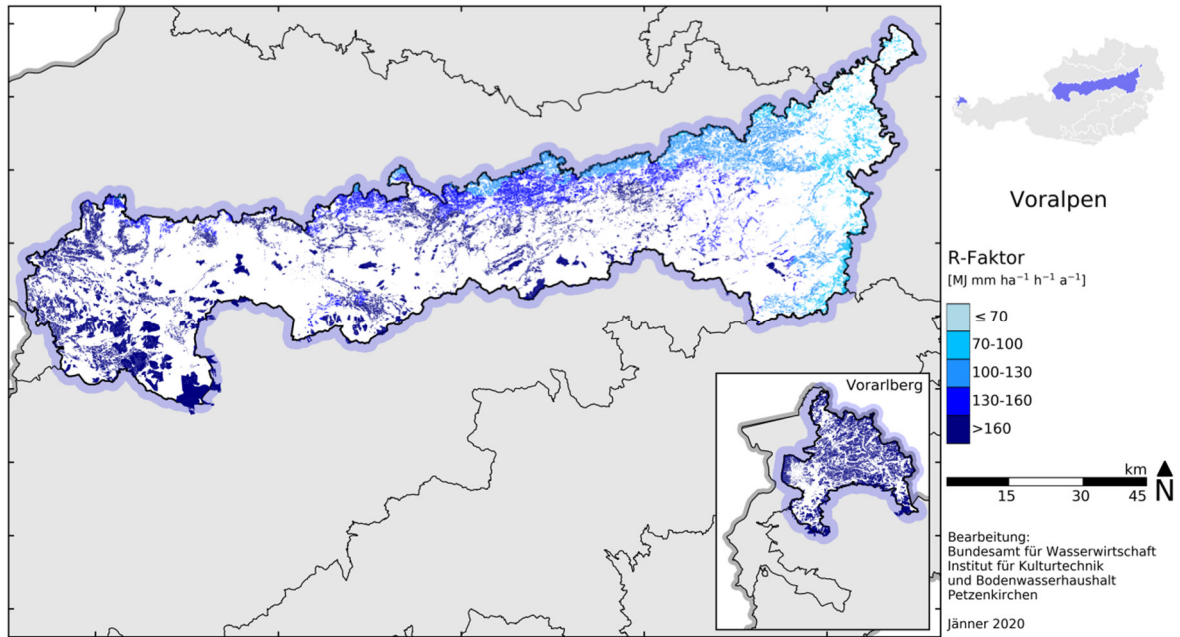 Voralpen
R-Faktor
[MJ mm ha⁻¹ h⁻¹ a⁻¹]
≤ 70
70-100
100-130
130-160
>160
Vorarlberg
km
15 30 45
N
Bearbeitung:
Bundesamt für Wasserwirtschaft
Institut für Kulturtechnik
und Bodenwasserhaushalt
Petzenkirchen
Jänner 2020